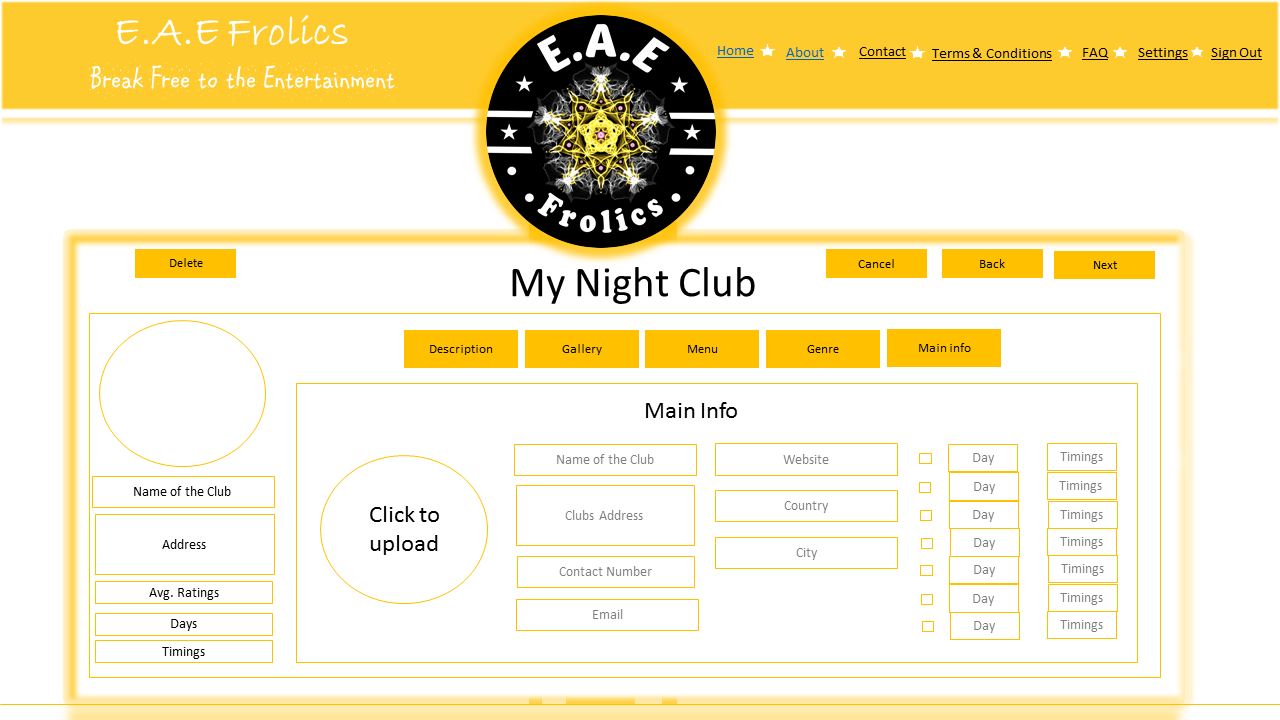 E.A.E Frolics
Break Free to the Entertainment
E.A.E
Frolics
Home
About
Contact
Terms & Conditions
FAQ
Settings
Sign Out
Delete
My Night Club
Cancel
Back
Next
Description
Gallery
Menu
Genre
Main info
Name of the Club
Address
Avg. Ratings
Days
Timings
Main Info
Click to
upload
Name of the Club
Clubs Address
Contact Number
Email
Website
Country
City
Day Timings
Day Timings
Day Timings
Day Timings
Day Timings
Day Timings
Day Timings